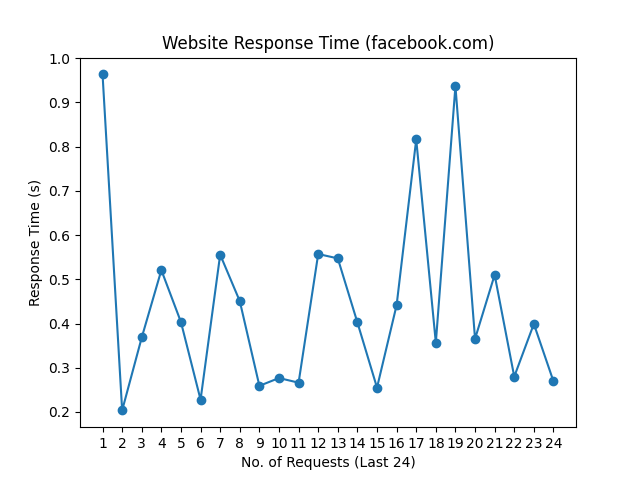 Website Response Time (facebook.com)
1.0
0.9
0.8
0.7
0.6
0.5
0.4
0.3
0.2
Response Time (s)
1 2 3 4 5 6 7 8 9 10 11 12 13 14 15 16 17 18 19 20 21 22 23 24
No. of Requests (Last 24)